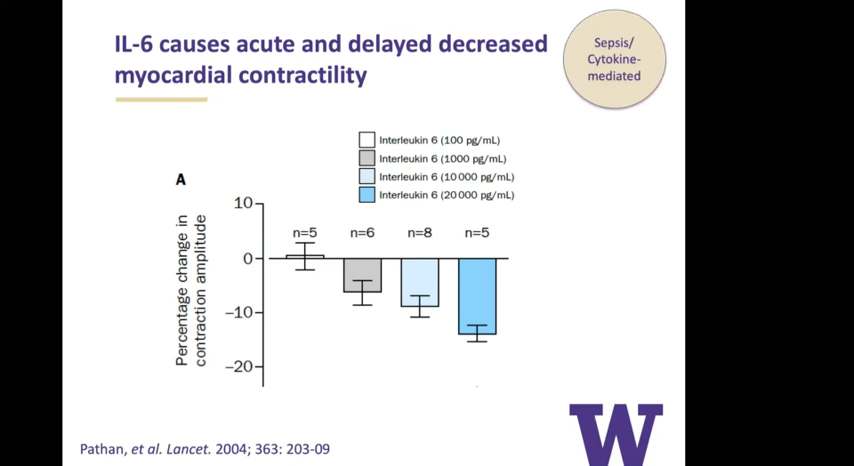 IL-6 causes acute and delayed decreased
myocardial contractility
Sepsis/
Cytokine-
mediated
Interleukin 6 (100 pg/mL)
Interleukin 6 (1000 pg/mL)
Interleukin 6 (10 000 pg/mL)
Interleukin 6 (20 000 pg/mL)
A
Percentage change in
contraction amplitude
10
0
−10
−20
n=5
n=6
n=8
n=5
Pathan, et al. Lancet. 2004; 363: 203-09
W